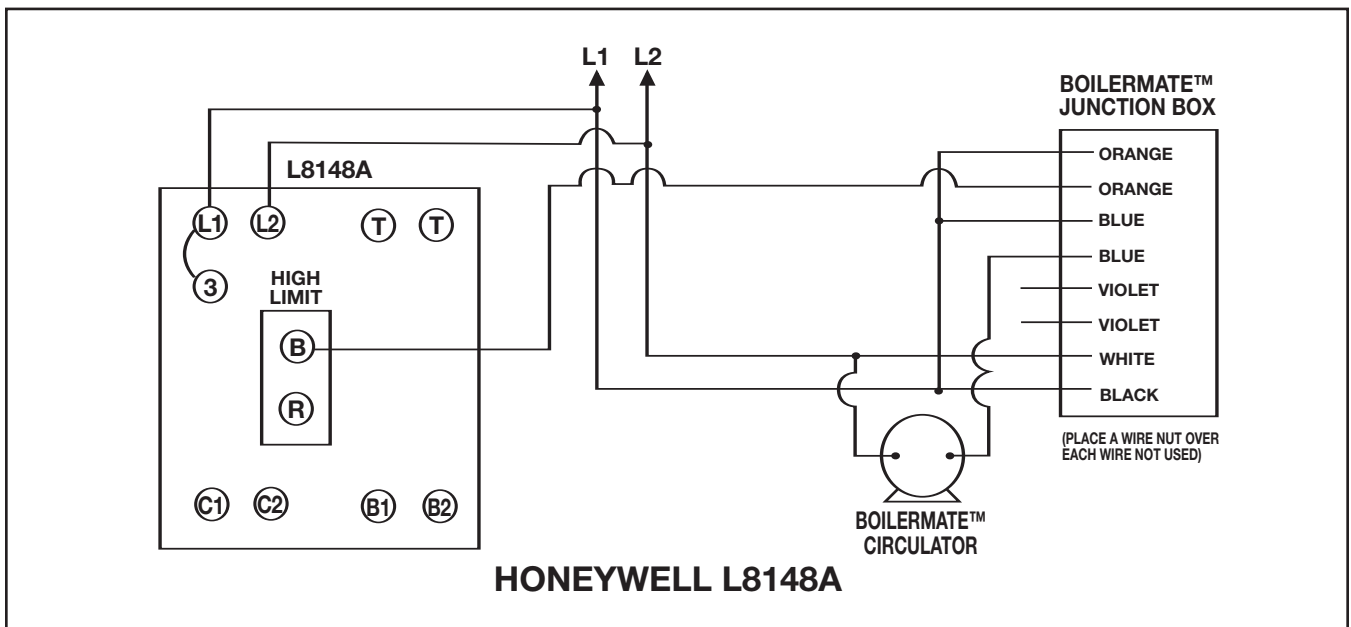 L1 L2
BOILERMATE™
JUNCTION BOX
L8148A
L1 L2 T T
3
HIGH
LIMIT
B
R
C1 C2 B1 B2
ORANGE
ORANGE
BLUE
BLUE
VIOLET
VIOLET
WHITE
BLACK
(PLACE A WIRE NUT OVER
EACH WIRE NOT USED)
BOILERMATE™
CIRCULATOR
HONEYWELL L8148A